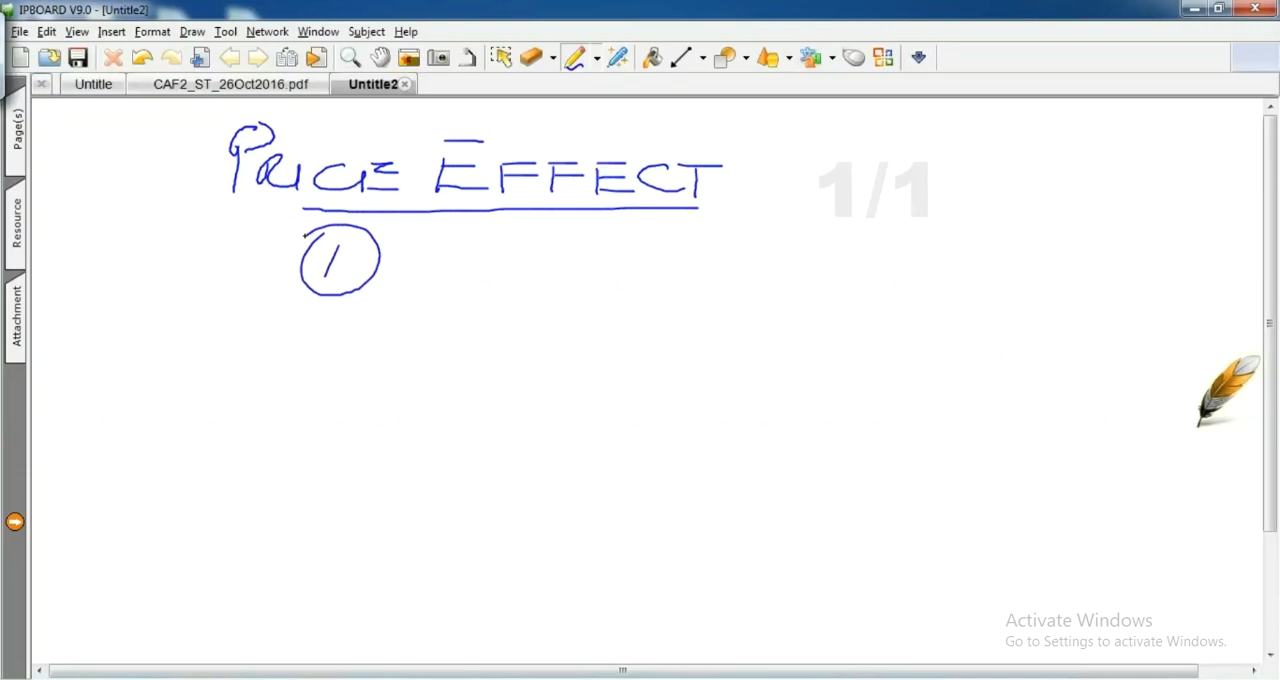 IPBOARD V9.0 - [Untitle2]
File Edit View Insert Format Draw Tool Network Window Subject Help
Untitle CAF2_ST_26Oct2016.pdf Untitle2
Page(s)
Resource
Attachment
PRICE EFFECT
1/1
1
Activate Windows
Go to Settings to activate Windows.